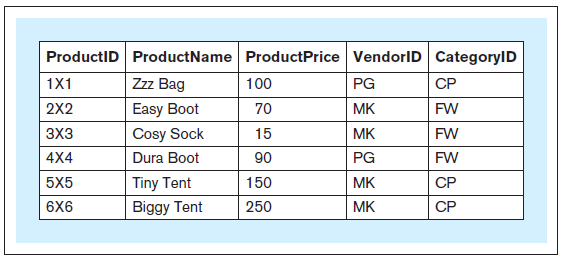 ProductID ProductName ProductPrice VendorID CategoryID
1X1 Zzz Bag 100 PG CP
2X2 Easy Boot 70 MK FW
3X3 Cosy Sock 15 MK FW
4X4 Dura Boot 90 PG FW
5X5 Tiny Tent 150 MK CP
6X6 Biggy Tent 250 MK CP